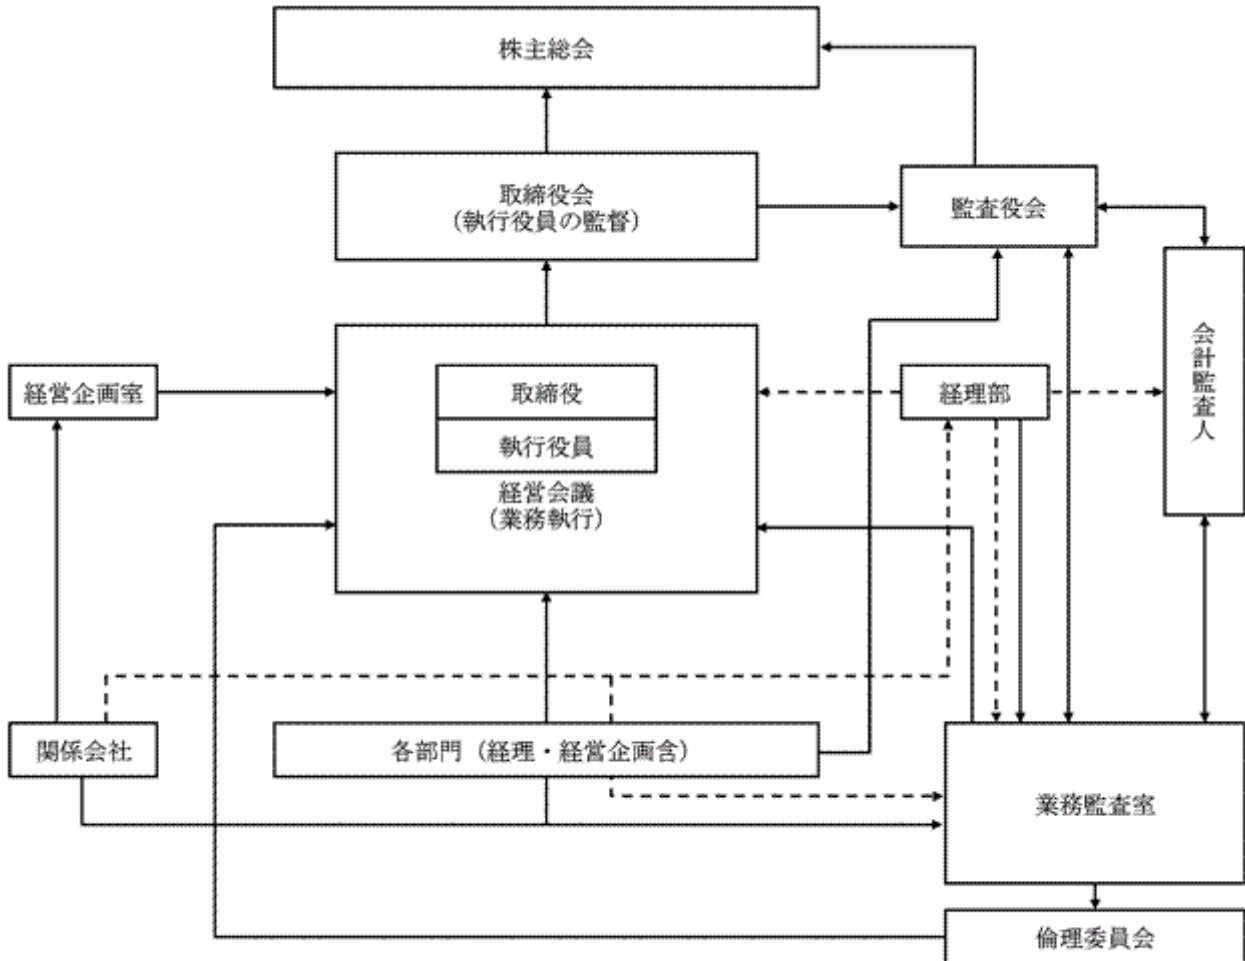 株主総会
取締役会
(執行役員の監督)
監査役会
会計監査人
経営企画室
取締役
執行役員
経営会議
(業務執行)
経理部
関係会社
各部門（経理・経営企画含）
業務監査室
倫理委員会